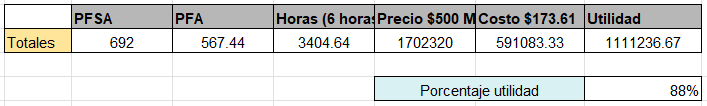 PFSA PFA Horas (6 horas Precio $500 M Costo $173.61 Utilidad
Totales 692 567.44 3404.64 1702320 591083.33 1111236.67
Porcentaje utilidad 88%